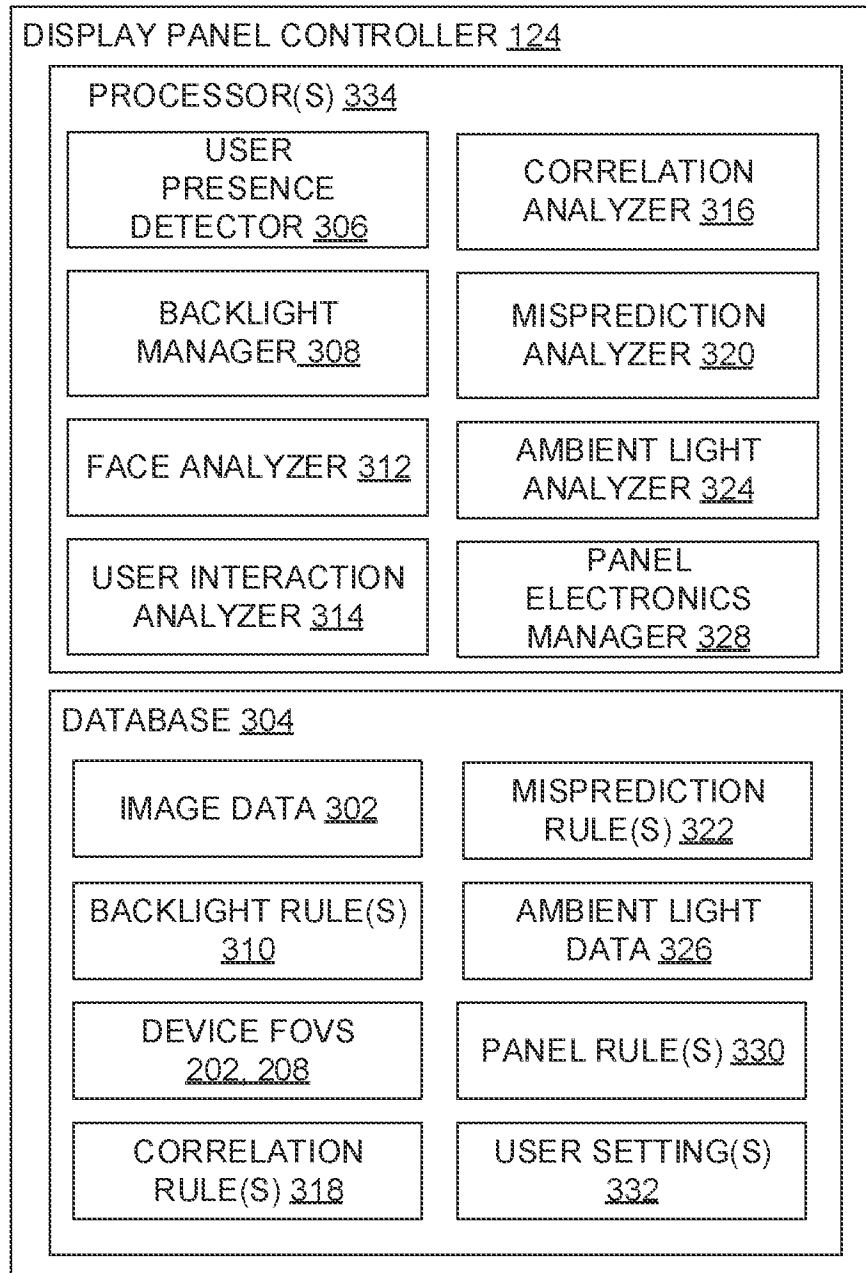 DISPLAY PANEL CONTROLLER 124
PROCESSOR(S) 334
USER
PRESENCE
DETECTOR 306
CORRELATION
ANALYZER 316
BACKLIGHT
MANAGER 308
MISPREDICTION
ANALYZER 320
FACE ANALYZER 312
AMBIENT LIGHT
ANALYZER 324
USER INTERACTION
ANALYZER 314
PANEL
ELECTRONICS
MANAGER 328
DATABASE 304
IMAGE DATA 302
MISPREDICTION
RULE(S) 322
BACKLIGHT RULE(S)
310
AMBIENT LIGHT
DATA 326
DEVICE FOVS
202, 208
PANEL RULE(S) 330
CORRELATION
RULE(S) 318
USER SETTING(S)
332